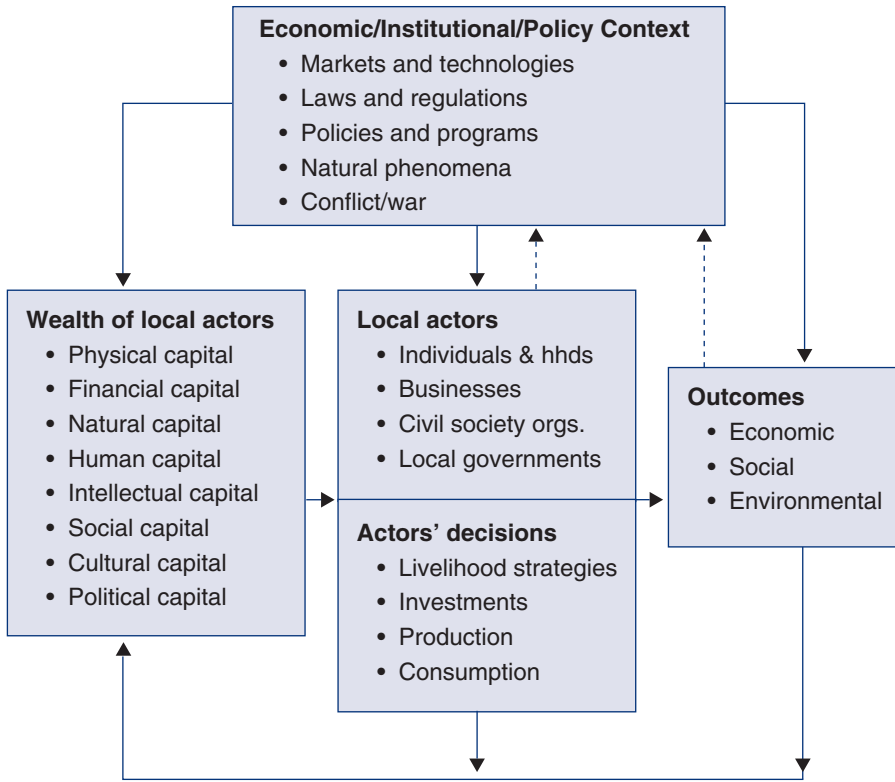 Economic/Institutional/Policy Context
• Markets and technologies
• Laws and regulations
• Policies and programs
• Natural phenomena
• Conflict/war
Wealth of local actors
• Physical capital
• Financial capital
• Natural capital
• Human capital
• Intellectual capital
• Social capital
• Cultural capital
• Political capital
Local actors
• Individuals & hhds
• Businesses
• Civil society orgs.
• Local governments
Actors’ decisions
• Livelihood strategies
• Investments
• Production
• Consumption
Outcomes
• Economic
• Social
• Environmental